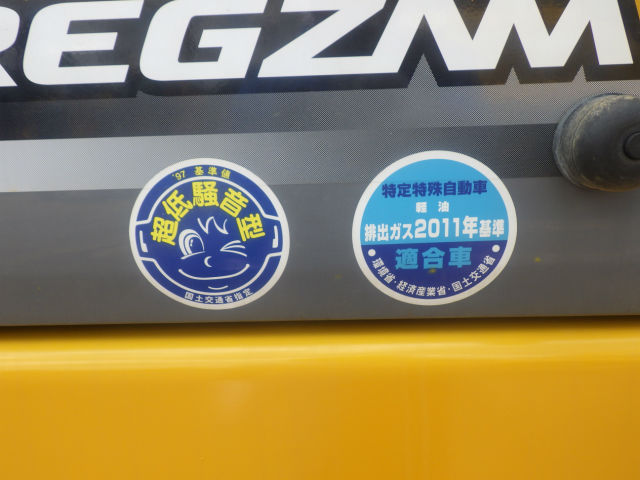 REGZAM
'97 基準値
超低騒音型
国土交通省指定
特定特殊自動車
軽油
排出ガス2011年基準
適合車
・環境省・経済産業省・国土交通省・